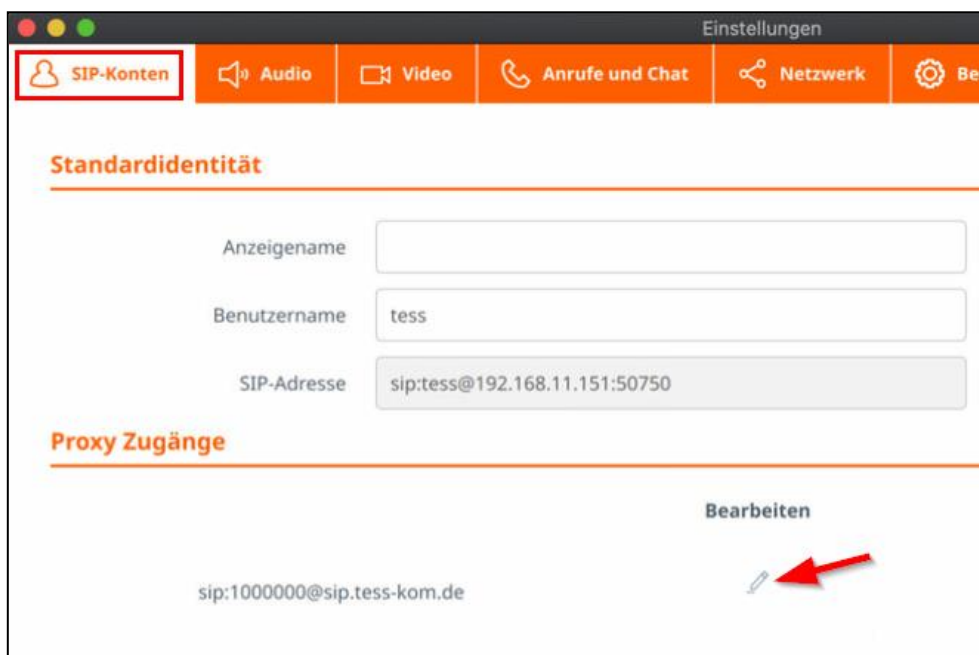 Einstellungen
SIP-Konten Audio Video Anrufe und Chat Netzwerk Be
Standardidentität
Anzeigename
Benutzername tess
SIP-Adresse sip:tess@192.168.11.151:50750
Proxy Zugänge
Bearbeiten
sip:1000000@sip.tess-kom.de